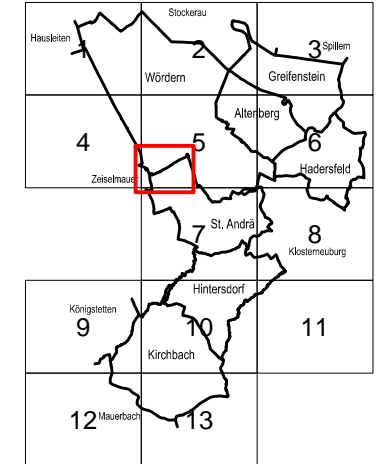 Stockerau
Hausleiten
1
2
3 Spillern
Wördern
Greifenstein
Altenberg
4
5
6
Zeiselmauer
Hadersfeld
St. Andrä
7
8
Klosterneuburg
Hintersdorf
Königstetten
9
10
11
Kirchbach
12 Mauerbach
13